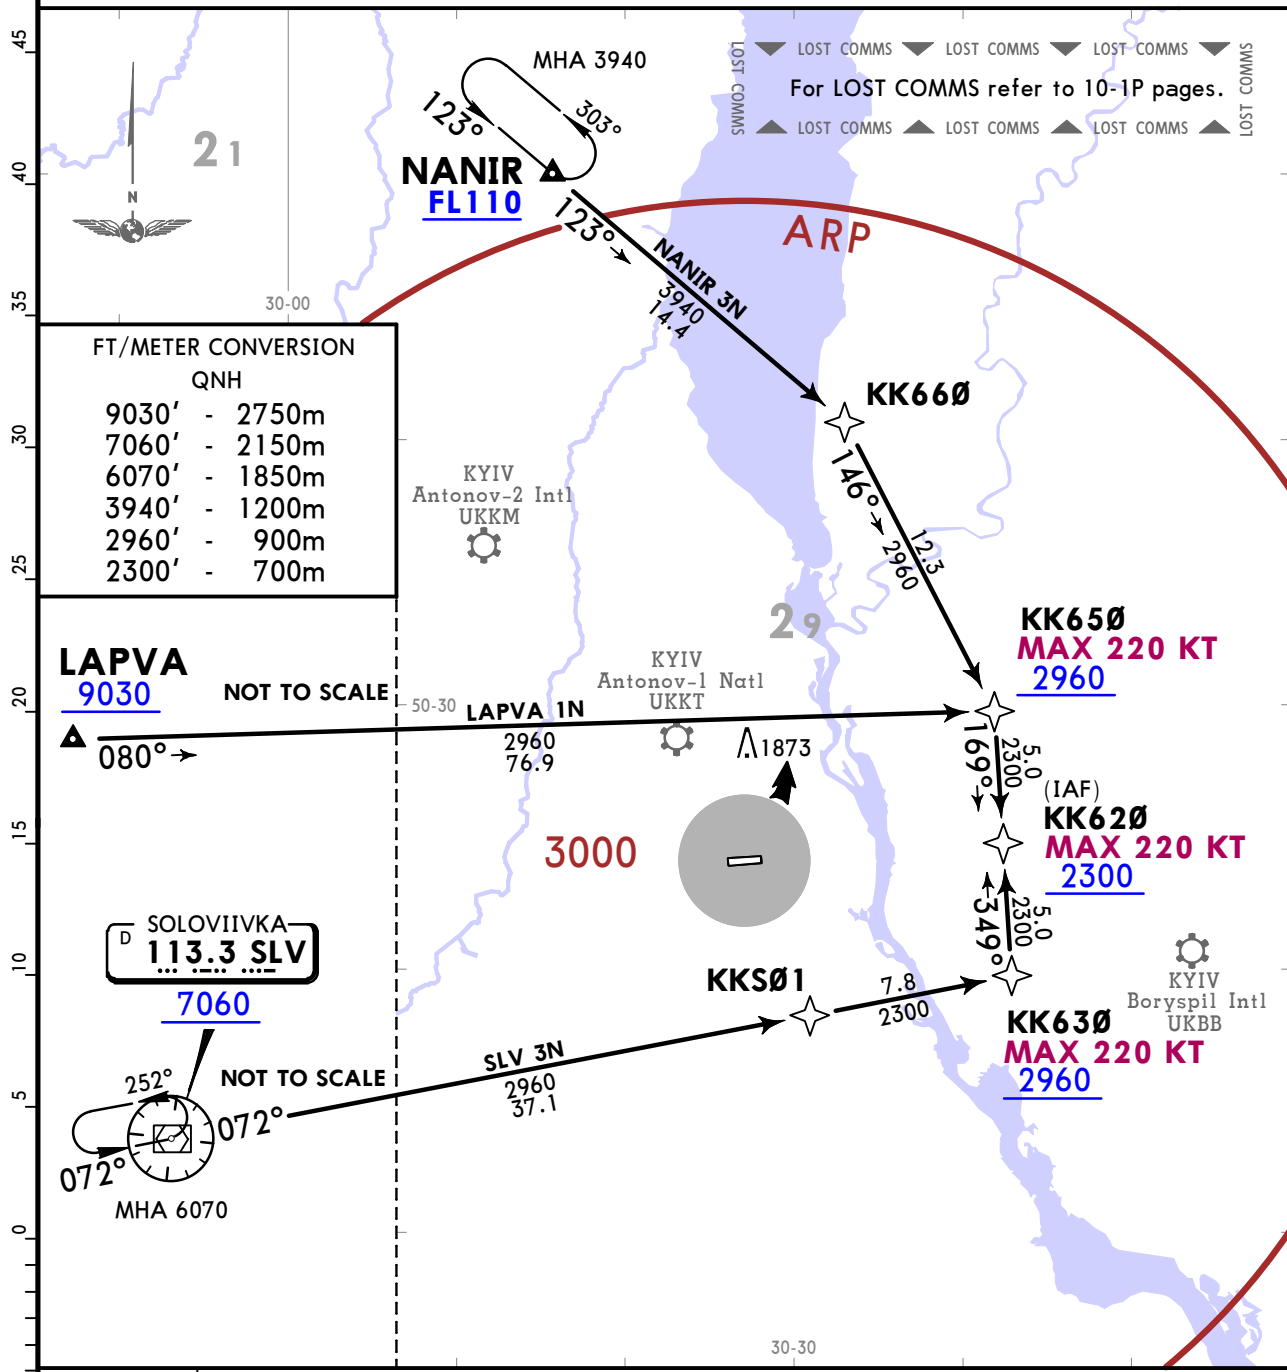 45
40
35
30
25
20
15
10
5
0
LOST COMMS LOST COMMS LOST COMMS
LOST COMMS
For LOST COMMS refer to 10-1P pages.
LOST COMMS
LOST COMMS LOST COMMS LOST COMMS
MHA 3940
123°
303°
N
21
NANIR
FL110
123°
NANIR 3N
3940
14.4
ARP
30-00
FT/METER CONVERSION
QNH
9030' - 2750m
7060' - 2150m
6070' - 1850m
3940' - 1200m
2960' - 900m
2300' - 700m
KK66Ø
146°
2960
12.3
KYIV
Antonov-2 Intl
UKKM
29
KK65Ø
MAX 220 KT
2960
LAPVA
9030
NOT TO SCALE
50-30
080°
LAPVA 1N
2960
76.9
KYIV
Antonov-1 Natl
UKKT
1873
169°
5.0
2300
(IAF)
KK62Ø
MAX 220 KT
2300
3000
349°
5.0
2300
D SOLOVIIVKA
113.3 SLV
7060
KKSØ1
7.8
2300
KK63Ø
MAX 220 KT
2960
KYIV
Boryspil Intl
UKBB
252°
072°
NOT TO SCALE
072°
SLV 3N
2960
37.1
MHA 6070
30-30